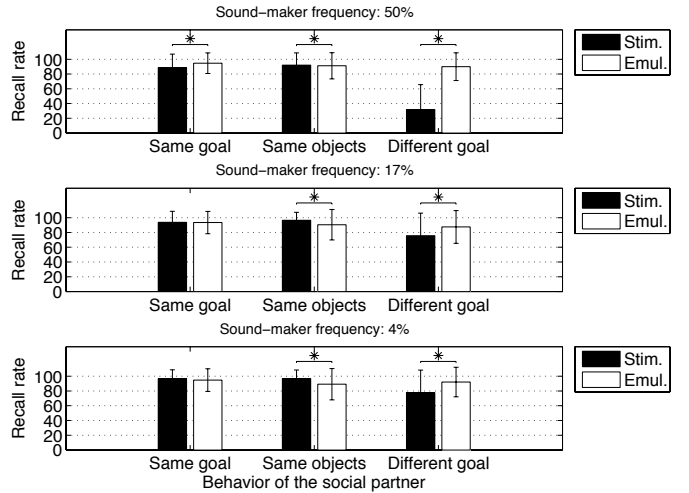 Sound−maker frequency: 50%
*
*
*
Stim.
Emul.
Recall rate
100
80
60
40
20
0
Same goal
Same objects
Different goal
Sound−maker frequency: 17%
*
*
Stim.
Emul.
Recall rate
100
80
60
40
20
0
Same goal
Same objects
Different goal
Sound−maker frequency: 4%
*
*
Stim.
Emul.
Recall rate
100
80
60
40
20
0
Same goal
Same objects
Different goal
Behavior of the social partner